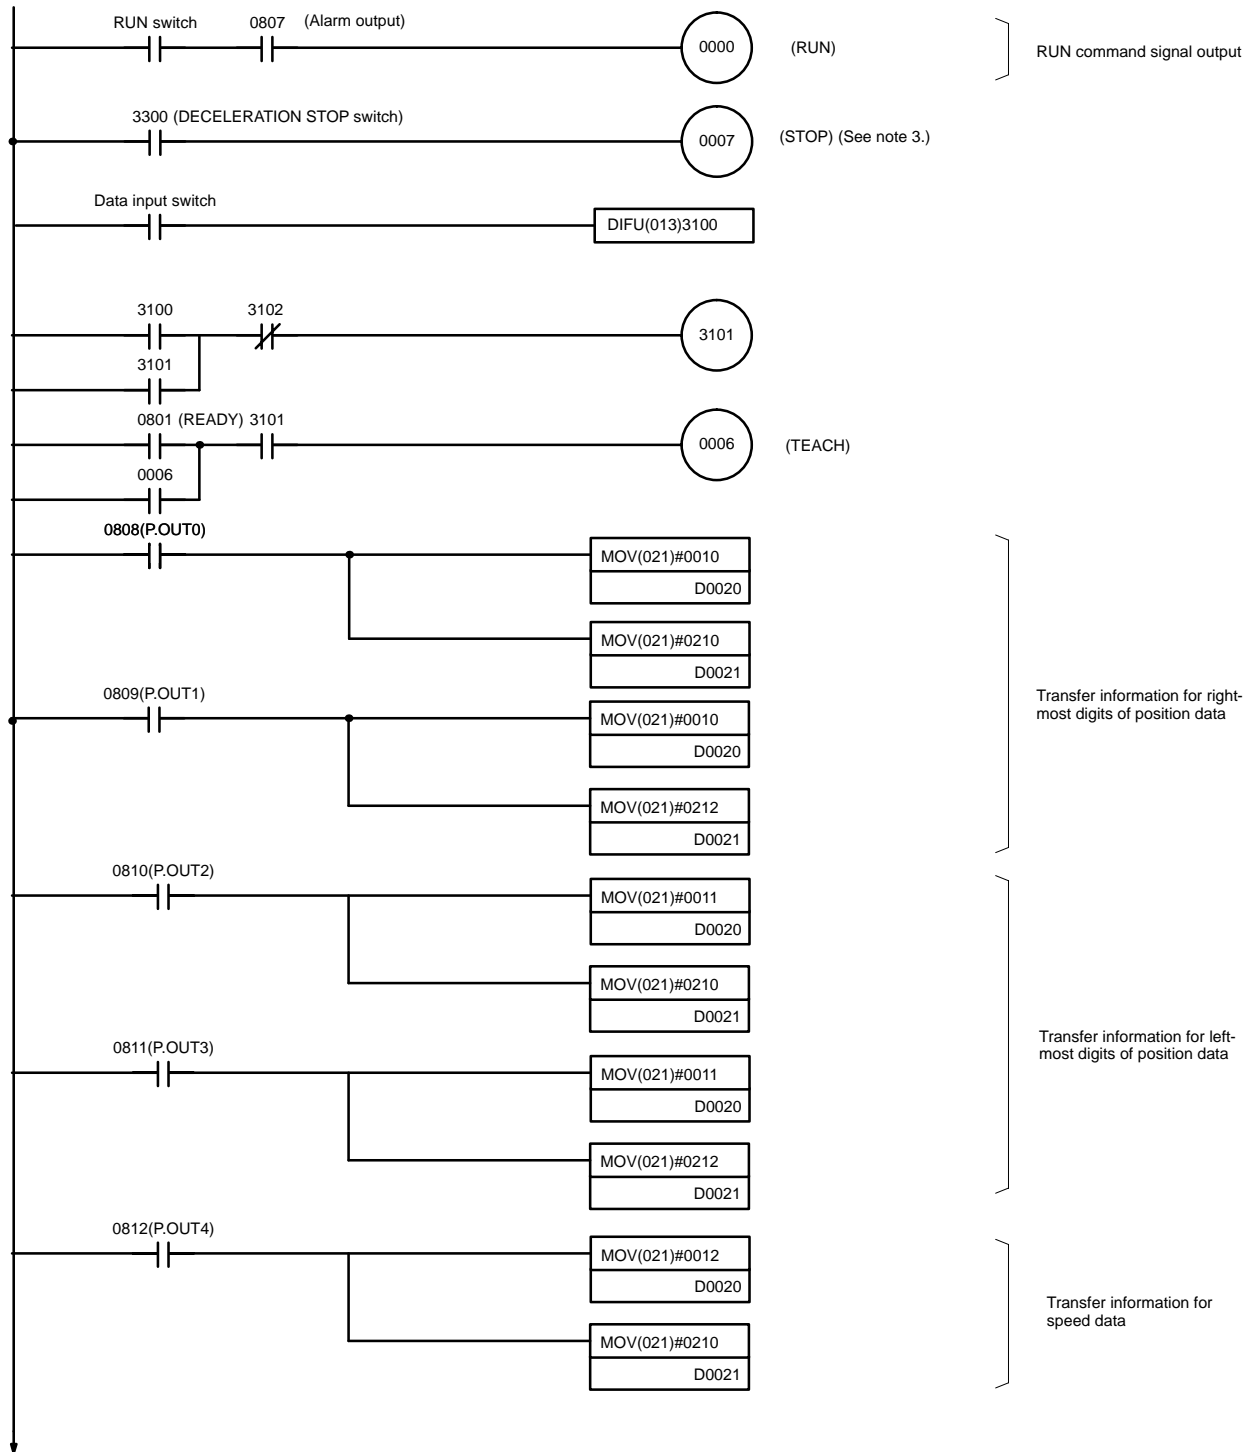 RUN switch 0807 (Alarm output)
0000 (RUN) RUN command signal output
3300 (DECELERATION STOP switch)
0007 (STOP) (See note 3.)
Data input switch
DIFU(013)3100
3100 3102
3101
3101
0801 (READY) 3101
0006 (TEACH)
0006
0808(P.OUT0)
MOV(021)#0010
D0020
MOV(021)#0210
D0021
0809(P.OUT1)
MOV(021)#0010
D0020
MOV(021)#0212
D0021
Transfer information for right-
most digits of position data
0810(P.OUT2)
MOV(021)#0011
D0020
MOV(021)#0210
D0021
0811(P.OUT3)
MOV(021)#0011
D0020
MOV(021)#0212
D0021
Transfer information for left-
most digits of position data
0812(P.OUT4)
MOV(021)#0012
D0020
MOV(021)#0210
D0021
Transfer information for
speed data